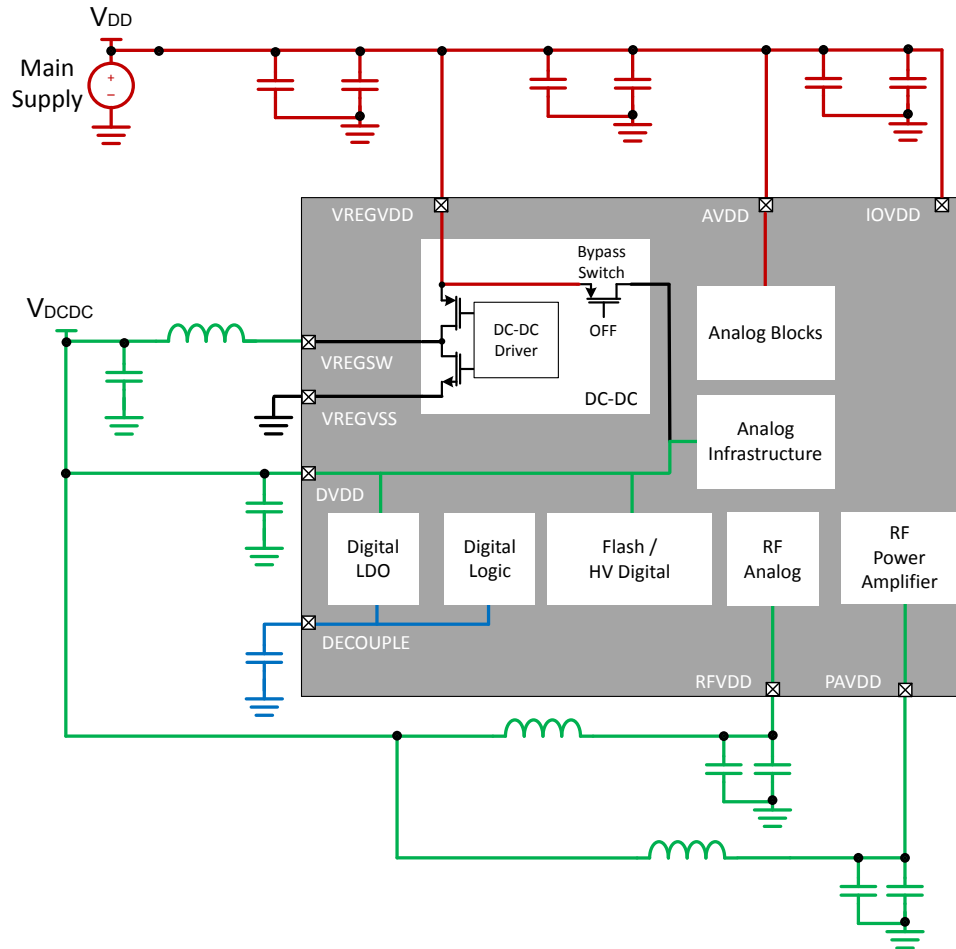 VDD
Main
Supply
+
−
VREGVDD
AVDD
IOVDD
Bypass
Switch
OFF
DC-DC
Driver
DC-DC
Analog Blocks
VDCDC
VREGSW
VREGVSS
Analog
Infrastructure
DVDD
Digital
LDO
Digital
Logic
Flash /
HV Digital
RF
Analog
RF
Power
Amplifier
DECOUPLE
RFVDD
PAVDD